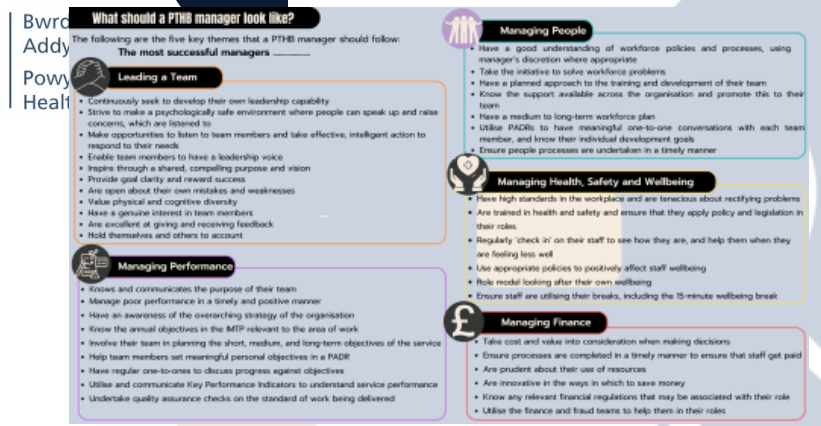 Bwrd
Addy
Powy
Healt
What should a PTHB manager look like?
The following are the five key themes that a PTHB manager should follow:
The most successful managers ______
Leading a Team
• Continuously seek to develop their own leadership capability
• Strive to make a psychologically safe environment where people can speak up and raise
concerns, which are listened to
• Make opportunities to listen to team members and take effective, intelligent action to
respond to their needs
• Enable team members to have a leadership voice
• Inspire through a shared, compelling purpose and vision
• Provide goal clarity and reward success
• Are open about their own mistakes and weaknesses
• Value physical and cognitive diversity
• Have a genuine interest in team members
• Are excellent at giving and receiving feedback
• Hold themselves and others to account
Managing Performance
• Knows and communicates the purpose of their team
• Manage poor performance in a timely and positive manner
• Have an awareness of the overarching strategy of the organisation
• Know the annual objectives in the IMTP relevant to the area of work
• Involve their team in planning the short, medium, and long-term objectives of the service
• Help team members set meaningful personal objectives in a PADR
• Have regular one-to-ones to discuss progress against objectives
• Utilise and communicate Key Performance Indicators to understand service performance
• Undertake quality assurance checks on the standard of work being delivered
Managing People
• Have a good understanding of workforce policies and processes, using
manager's discretion where appropriate
• Take the initiative to solve workforce problems
• Have a planned approach to the training and development of their team
• Know the support available across the organisation and promote this to their
team
• Have a medium to long-term workforce plan
• Utilise PADRs to have meaningful one-to-one conversations with each team
member, and know their individual development goals
• Ensure people processes are undertaken in a timely manner
Managing Health, Safety and Wellbeing
• Have high standards in the workplace and are tenacious about rectifying problems
• Are trained in health and safety and ensure that they apply policy and legislation in
their roles
• Regularly 'check in' on their staff to see how they are, and help them when they
are feeling less well
• Use appropriate policies to positively affect staff wellbeing
• Role model looking after their own wellbeing
• Ensure staff are utilising their breaks, including the 15-minute wellbeing break
£
Managing Finance
• Take cost and value into consideration when making decisions
• Ensure processes are completed in a timely manner to ensure that staff get paid
• Are prudent about their use of resources
• Are innovative in the ways in which to save money
• Know any relevant financial regulations that may be associated with their role
• Utilise the finance and fraud teams to help them in their roles